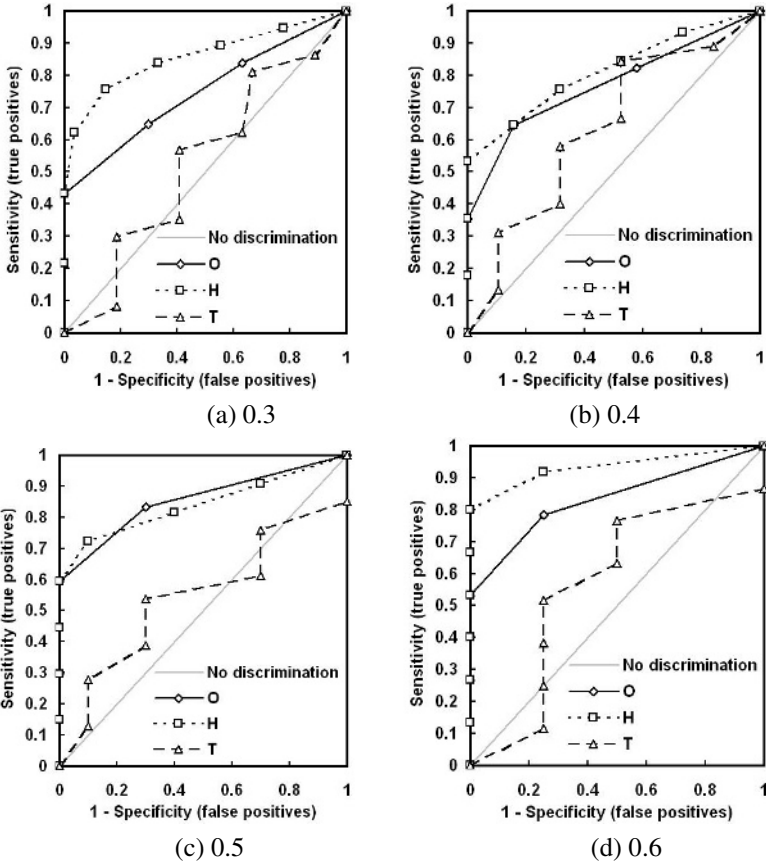 1
0.9
0.8
0.7
0.6
0.5
0.4
0.3
0.2
0.1
0
Sensitivity (true positives)
No discrimination
O
H
T
0 0.2 0.4 0.6 0.8 1
1 - Specificity (false positives)
(a) 0.3
1
0.9
0.8
0.7
0.6
0.5
0.4
0.3
0.2
0.1
0
Sensitivity (true positives)
No discrimination
O
H
T
0 0.2 0.4 0.6 0.8 1
1 - Specificity (false positives)
(b) 0.4
1
0.9
0.8
0.7
0.6
0.5
0.4
0.3
0.2
0.1
0
Sensitivity (true positives)
No discrimination
O
H
T
0 0.2 0.4 0.6 0.8 1
1 - Specificity (false positives)
(c) 0.5
1
0.9
0.8
0.7
0.6
0.5
0.4
0.3
0.2
0.1
0
Sensitivity (true positives)
No discrimination
O
H
T
0 0.2 0.4 0.6 0.8 1
1 - Specificity (false positives)
(d) 0.6